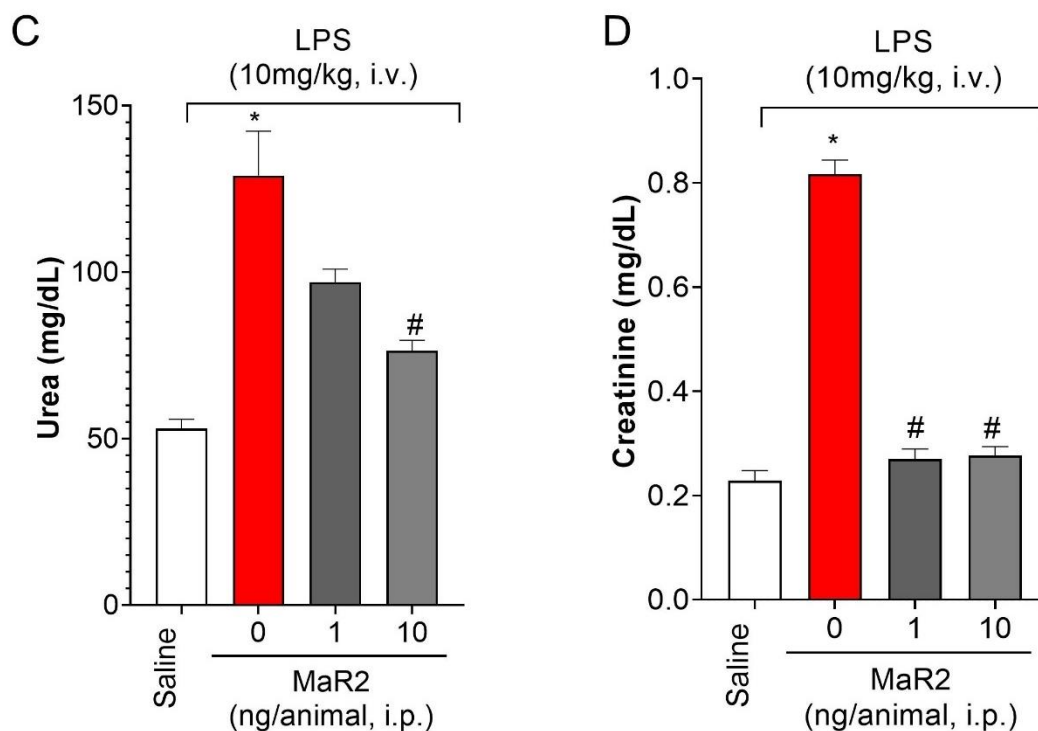 C
LPS
(10mg/kg, i.v.)
150
100
50
0
Urea (mg/dL)
*
#
Saline
0
1
10
MaR2
(ng/animal, i.p.)
D
LPS
(10mg/kg, i.v.)
1.0
0.8
0.6
0.4
0.2
0.0
Creatinine (mg/dL)
*
#
#
Saline
0
1
10
MaR2
(ng/animal, i.p.)